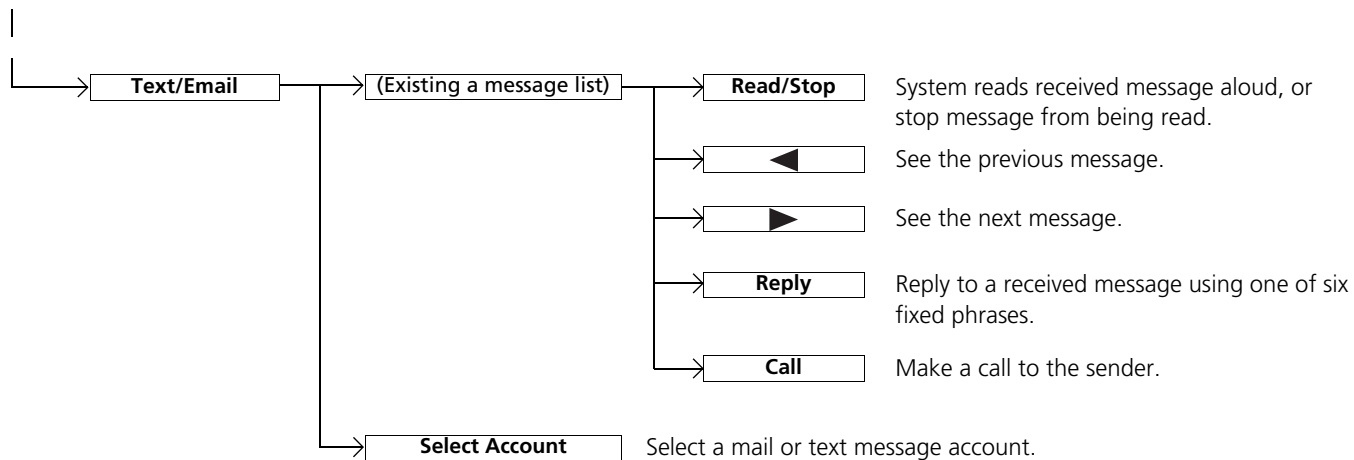 Text/Email
(Existing a message list)
Read/Stop
System reads received message aloud, or
stop message from being read.
◄
See the previous message.
►
See the next message.
Reply
Reply to a received message using one of six
fixed phrases.
Call
Make a call to the sender.
Select Account
Select a mail or text message account.